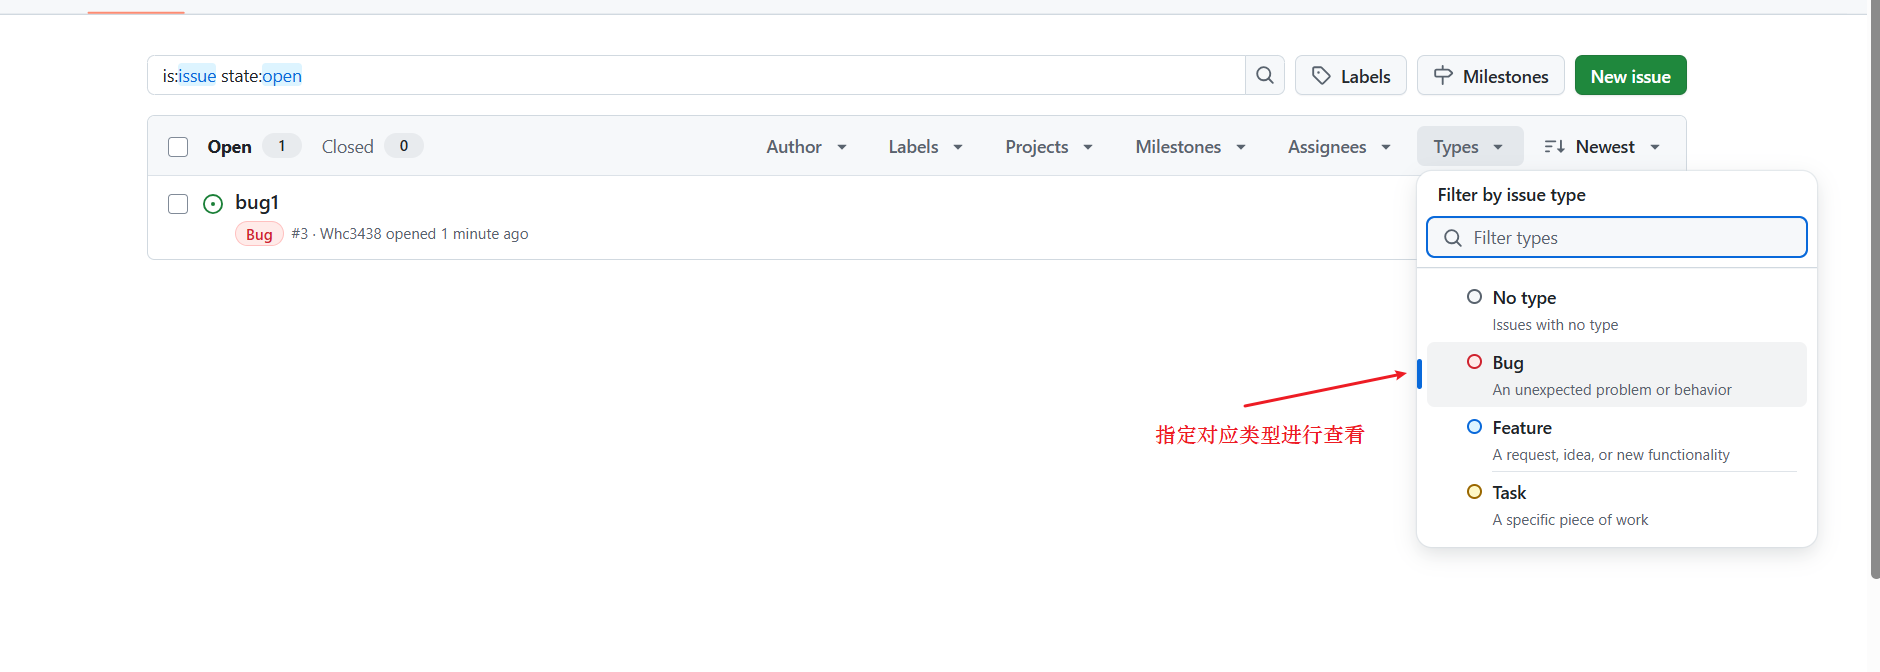 is:issue state:open
Labels
Milestones
New issue
Open 1 Closed 0
Author
Labels
Projects
Milestones
Assignees
Types
Newest
bug1
Bug #3 · Whc3438 opened 1 minute ago
Filter by issue type
Filter types
No type
Issues with no type
Bug
An unexpected problem or behavior
Feature
A request, idea, or new functionality
Task
A specific piece of work
指定对应类型进行查看